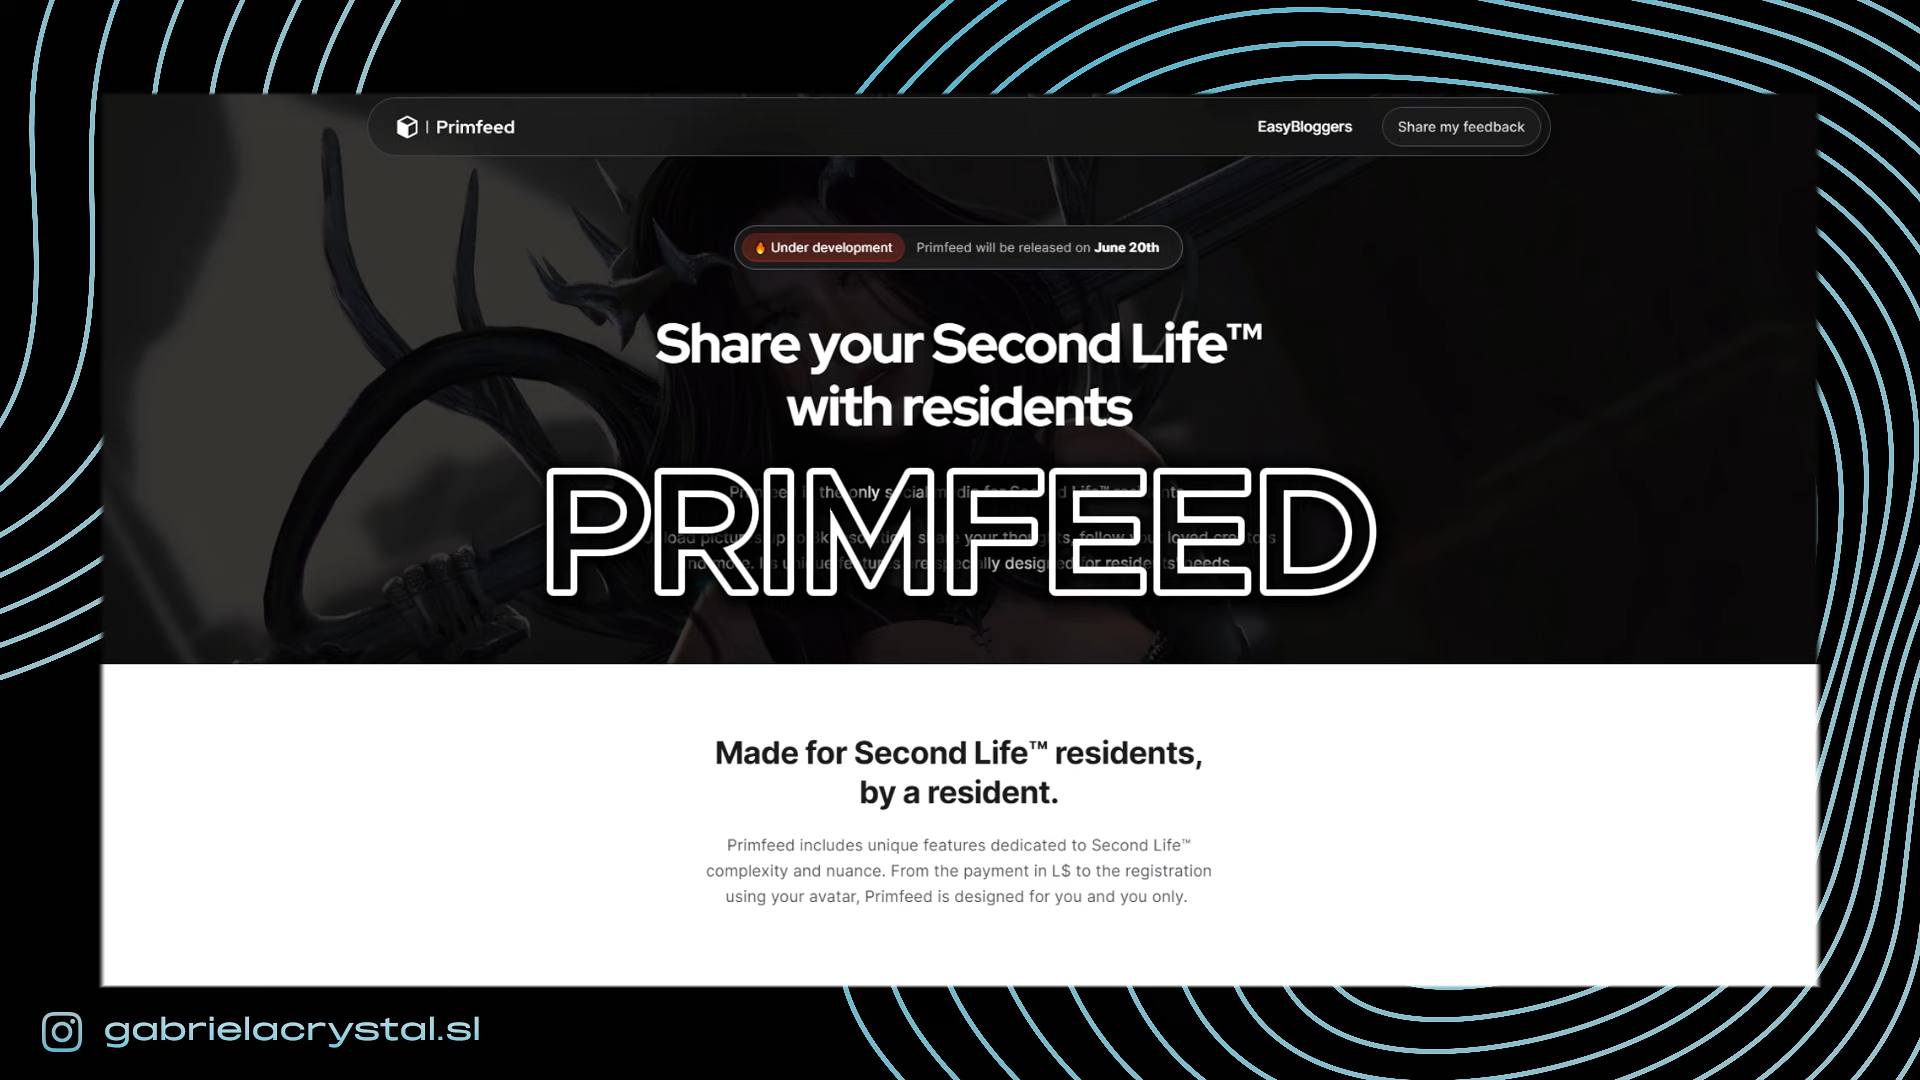 Primfeed
EasyBloggers
Share my feedback
🔥 Under development
Primfeed will be released on June 20th
Share your Second Life™
with residents
the only
PRIMFEED
Made for Second Life™ residents,
by a resident.
Primfeed includes unique features dedicated to Second Life™
complexity and nuance. From the payment in L$ to the registration
using your avatar, Primfeed is designed for you and you only.
gabrielacrystal.sl